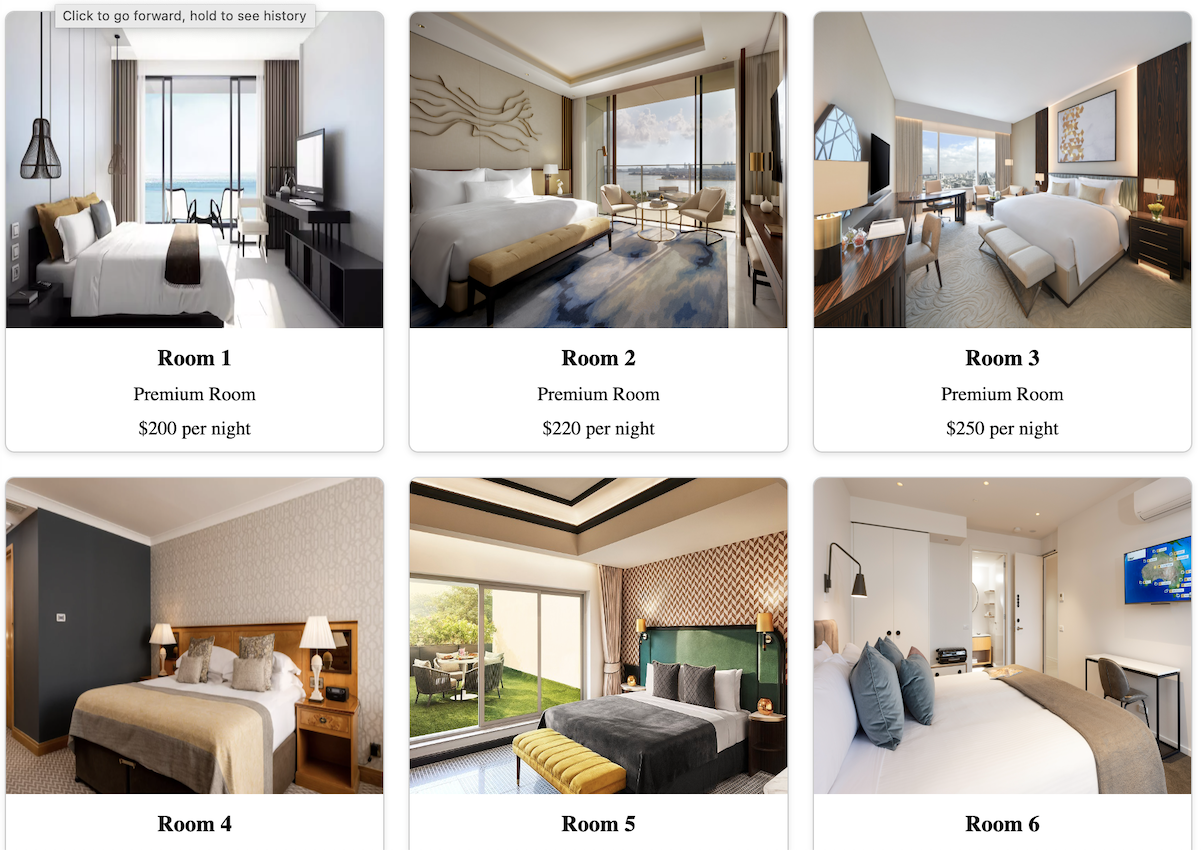 Click to go forward, hold to see history
Room 1
Premium Room
$200 per night
Room 2
Premium Room
$220 per night
Room 3
Premium Room
$250 per night
Room 4
Room 5
Room 6